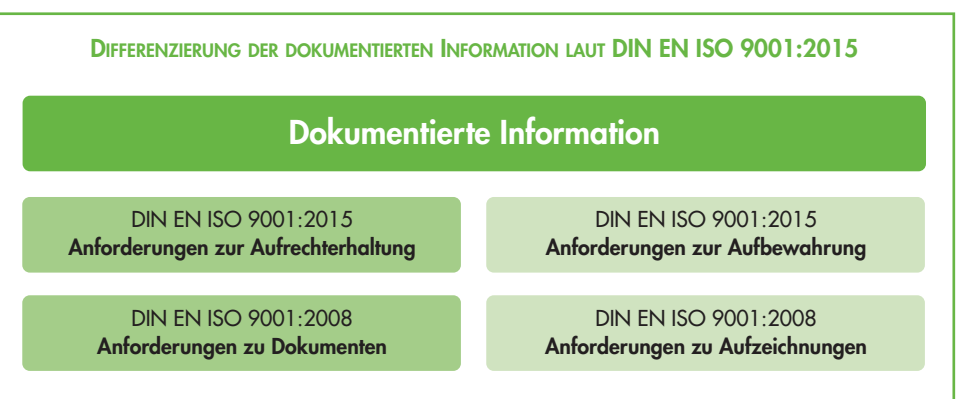 DIFFERENZIERUNG DER DOKUMENTIERTEN INFORMATION LAUT DIN EN ISO 9001:2015
Dokumentierte Information
DIN EN ISO 9001:2015
Anforderungen zur Aufrechterhaltung
DIN EN ISO 9001:2015
Anforderungen zur Aufbewahrung
DIN EN ISO 9001:2008
Anforderungen zu Dokumenten
DIN EN ISO 9001:2008
Anforderungen zu Aufzeichnungen